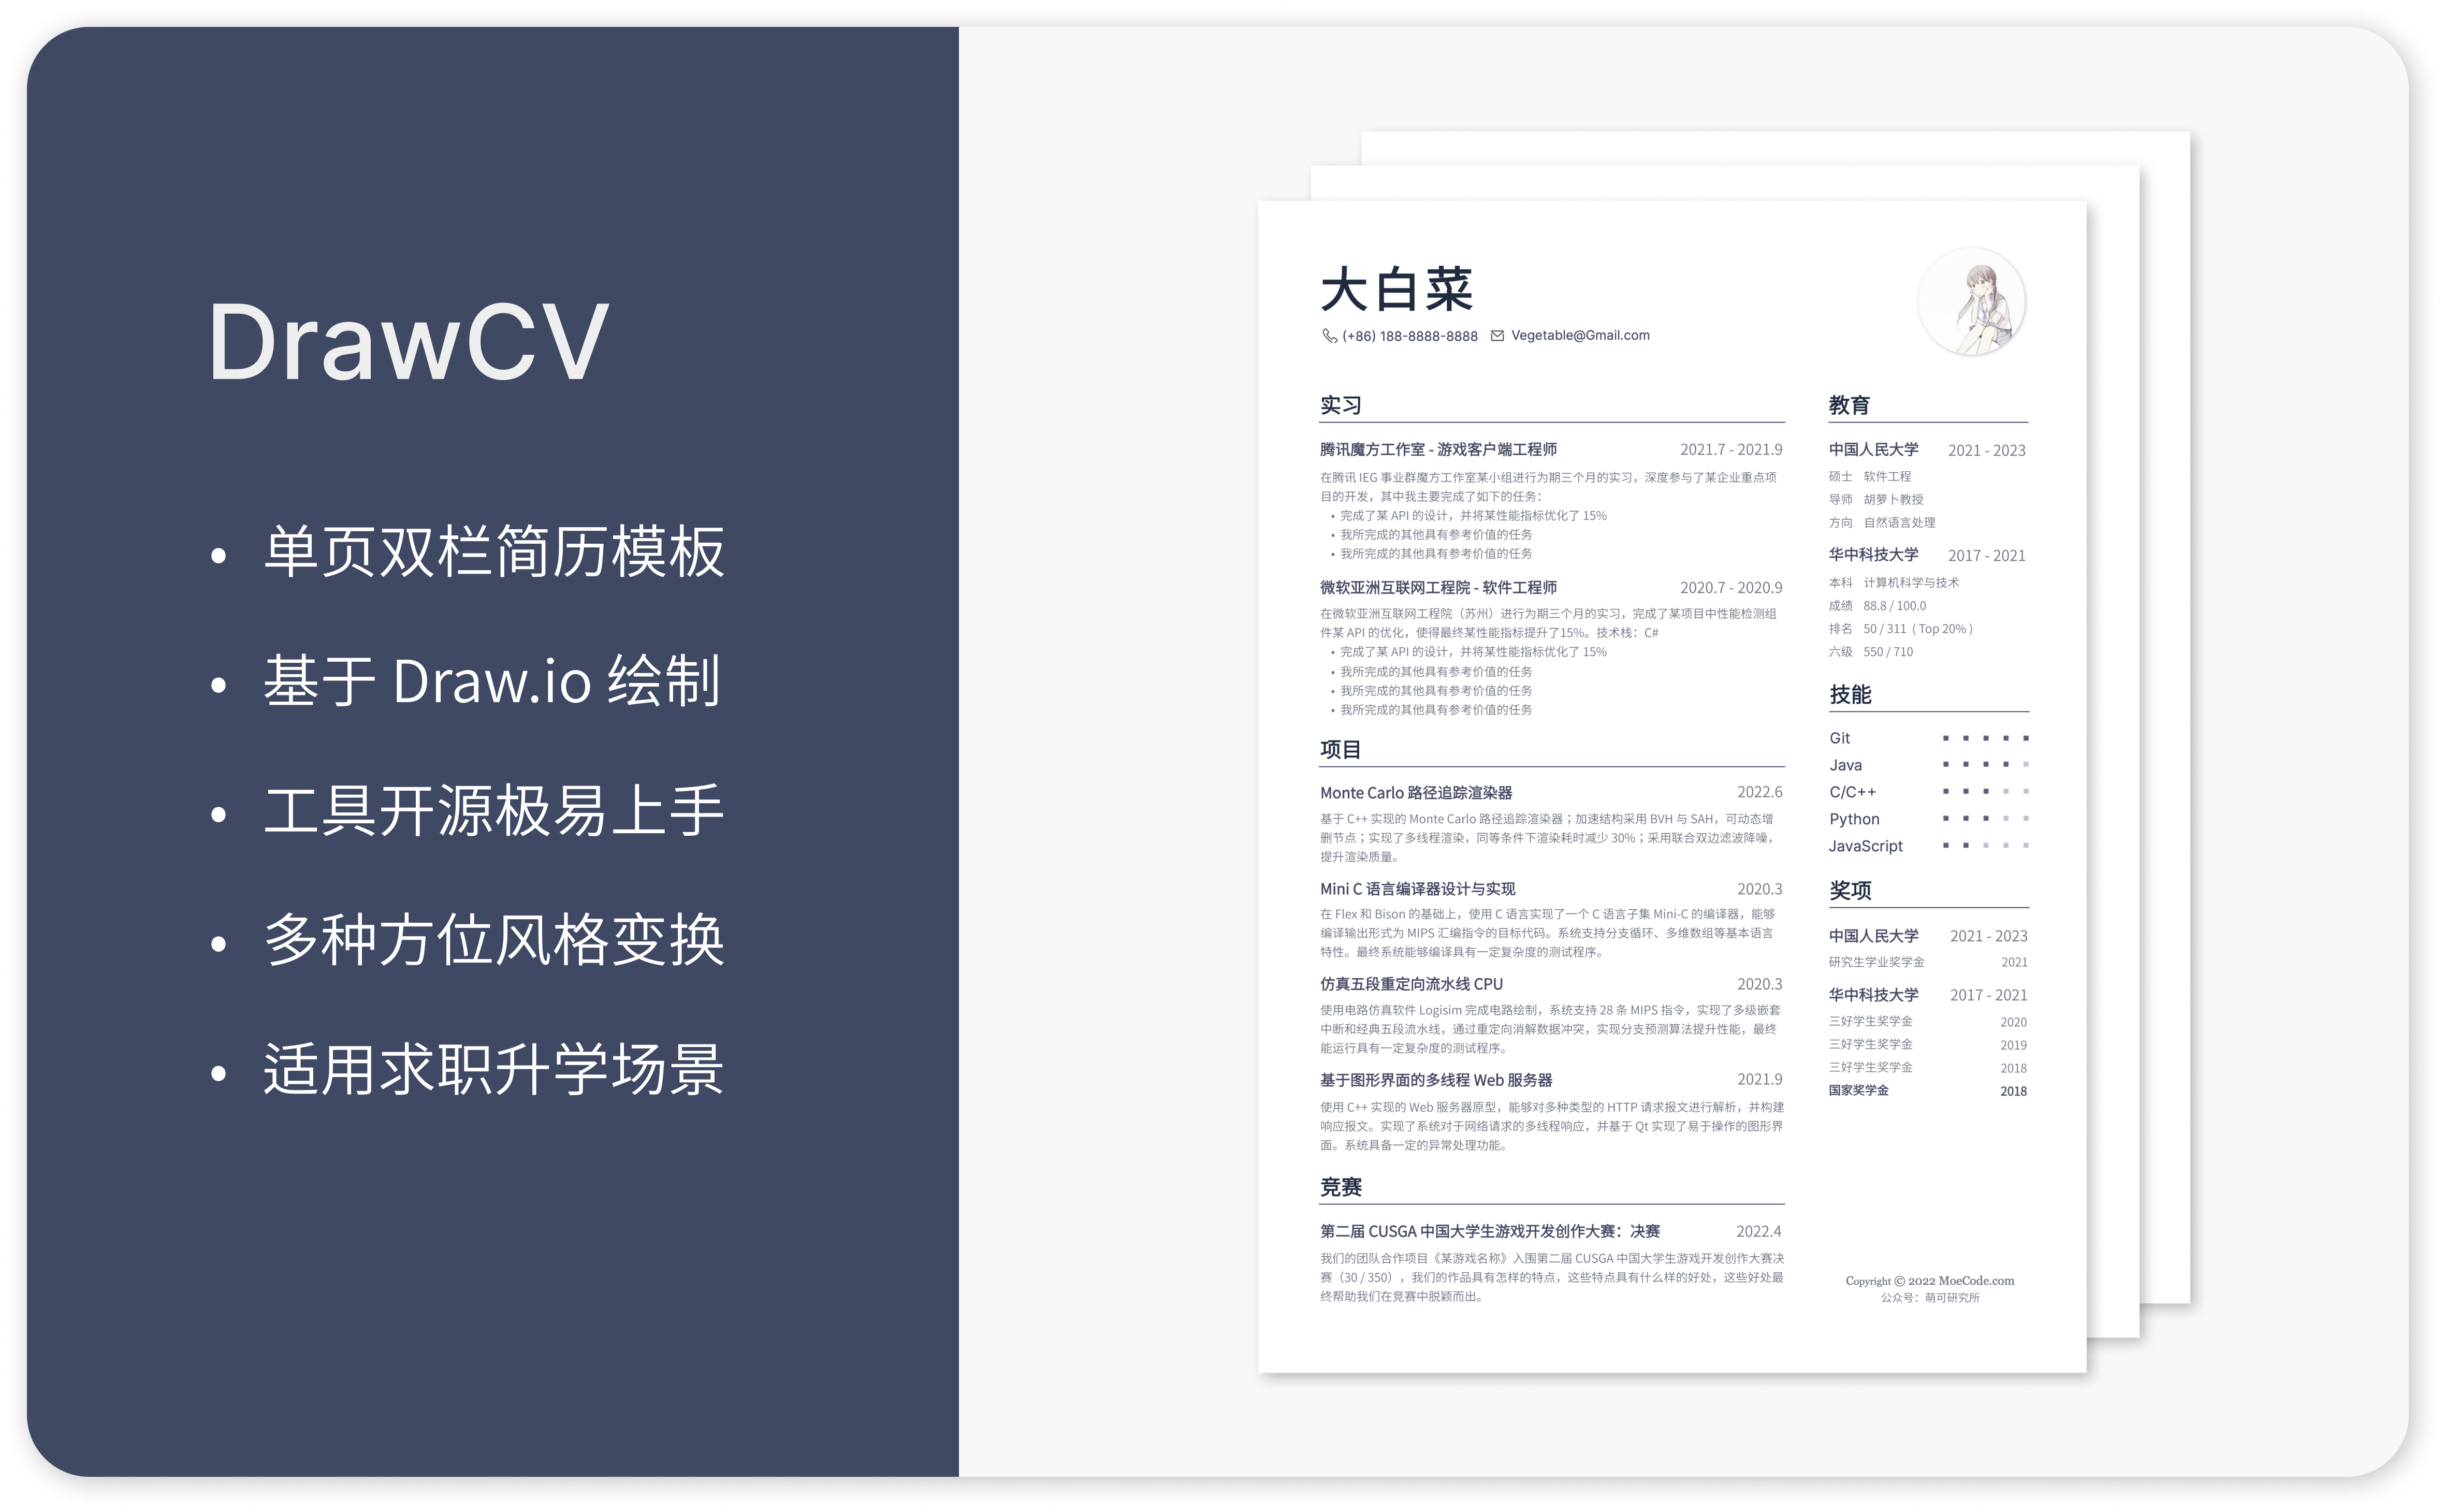 DrawCV
• 单页双栏简历模板
• 基于 Draw.io 绘制
• 工具开源极易上手
• 多种方位风格变换
• 适用求职升学场景
大白菜
(+86) 188-8888-8888 Vegetable@Gmail.com
实习
腾讯魔方工作室 - 游戏客户端工程师 2021.7 - 2021.9
在腾讯 IEG 事业群魔方工作室某小组进行为期三个月的实习，深度参与了某企业重点项
目的开发，其中我主要完成了如下的任务：
• 完成了某 API 的设计，并将某性能指标优化了 15%
• 我所完成的其他具有参考价值的任务
• 我所完成的其他具有参考价值的任务
微软亚洲互联网工程院 - 软件工程师 2020.7 - 2020.9
在微软亚洲互联网工程院（苏州）进行为期三个月的实习，完成了某项目中性能检测组
件某 API 的优化，使得最终某性能指标提升了15%。技术栈：C#
• 完成了某 API 的设计，并将某性能指标优化了 15%
• 我所完成的其他具有参考价值的任务
• 我所完成的其他具有参考价值的任务
• 我所完成的其他具有参考价值的任务
项目
Monte Carlo 路径追踪渲染器 2022.6
基于 C++ 实现的 Monte Carlo 路径追踪渲染器；加速结构采用 BVH 与 SAH，可动态增
删节点；实现了多线程渲染，同等条件下渲染耗时减少 30%；采用联合双边滤波降噪，
提升渲染质量。
Mini C 语言编译器设计与实现 2020.3
在 Flex 和 Bison 的基础上，使用 C 语言实现了一个 C 语言子集 Mini-C 的编译器，能够
编译输出形式为 MIPS 汇编指令的目标代码。系统支持分支循环、多维数组等基本语言
特性。最终系统能够编译具有一定复杂度的测试程序。
仿真五段重定向流水线 CPU 2020.3
使用电路仿真软件 Logisim 完成电路绘制，系统支持 28 条 MIPS 指令，实现了多级嵌套
中断和经典五段流水线，通过重定向消解数据冲突，实现分支预测算法提升性能，最终
能运行具有一定复杂度的测试程序。
基于图形界面的多线程 Web 服务器 2021.9
使用 C++ 实现的 Web 服务器原型，能够对多种类型的 HTTP 请求报文进行解析，并构建
响应报文。实现了系统对于网络请求的多线程响应，并基于 Qt 实现了易于操作的图形界
面。系统具备一定的异常处理功能。
竞赛
第二届 CUSGA 中国大学生游戏开发创作大赛：决赛 2022.4
我们的团队合作项目《某游戏名称》入围第二届 CUSGA 中国大学生游戏开发创作大赛决
赛（30 / 350），我们的作品具有怎样的特点，这些特点具有什么样的好处，这些好处最
终帮助我们在竞赛中脱颖而出。
教育
中国人民大学 2021 - 2023
硕士 软件工程
导师 胡萝卜教授
方向 自然语言处理
华中科技大学 2017 - 2021
本科 计算机科学与技术
成绩 88.8 / 100.0
排名 50 / 311 ( Top 20% )
六级 550 / 710
技能
Git
Java
C/C++
Python
JavaScript
奖项
中国人民大学 2021 - 2023
研究生学业奖学金 2021
华中科技大学 2017 - 2021
三好学生奖学金 2020
三好学生奖学金 2019
三好学生奖学金 2018
国家奖学金 2018
Copyright © 2022 MoeCode.com
公众号：萌可研究所